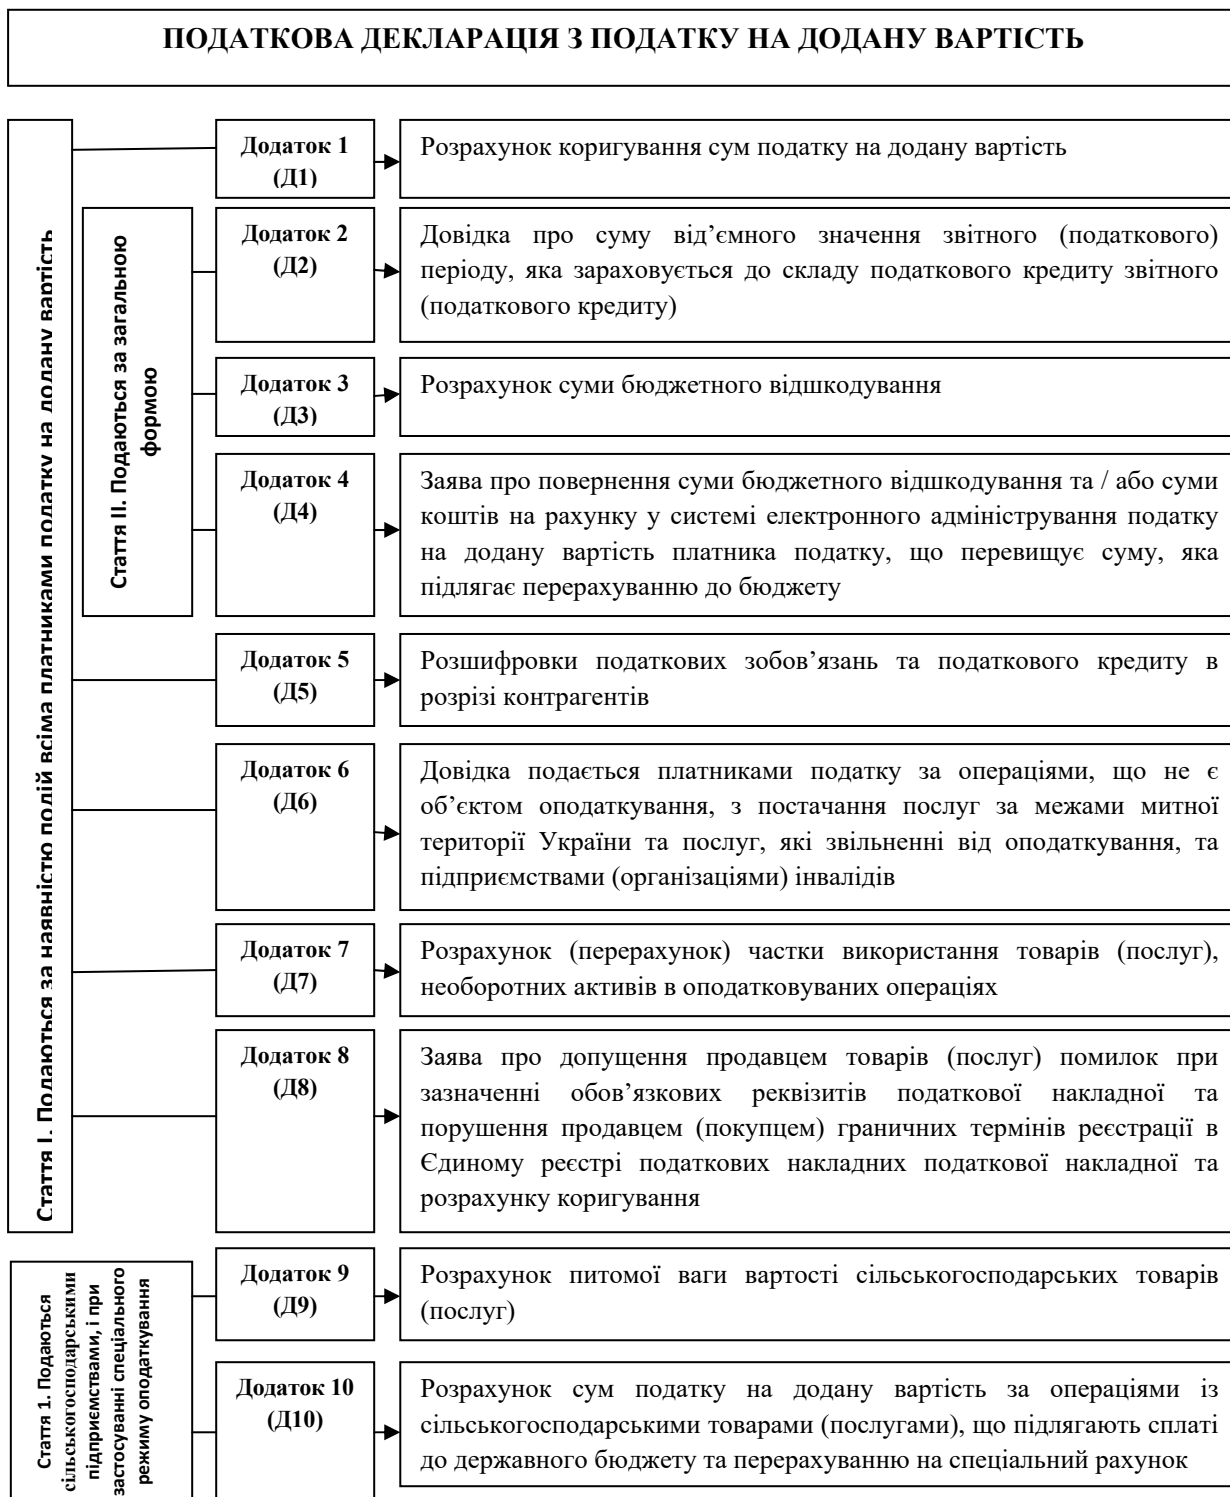 ПОДАТКОВА ДЕКЛАРАЦІЯ З ПОДАТКУ НА ДОДАНУ ВАРТІСТЬ
Стаття I. Подаються за наявністю подій всіма платниками податку на додану вартість
Додаток 1
(Д1)
Розрахунок коригування сум податку на додану вартість
Стаття II. Подаються за загальною
формою
Додаток 2
(Д2)
Довідка про суму від’ємного значення звітного (податкового)
періоду, яка зараховується до складу податкового кредиту звітного
(податкового кредиту)
Додаток 3
(Д3)
Розрахунок суми бюджетного відшкодування
Додаток 4
(Д4)
Заява про повернення суми бюджетного відшкодування та / або суми
коштів на рахунку у системі електронного адміністрування податку
на додану вартість платника податку, що перевищує суму, яка
підлягає перерахуванню до бюджету
Додаток 5
(Д5)
Розшифровки податкових зобов’язань та податкового кредиту в
розрізі контрагентів
Додаток 6
(Д6)
Довідка подається платниками податку за операціями, що не є
об’єктом оподаткування, з постачання послуг за межами митної
території України та послуг, які звільненні від оподаткування, та
підприємствами (організаціями) інвалідів
Додаток 7
(Д7)
Розрахунок (перерахунок) частки використання товарів (послуг),
необоротних активів в оподатковуваних операціях
Додаток 8
(Д8)
Заява про допущення продавцем товарів (послуг) помилок при
зазначенні обов’язкових реквізитів податкової накладної та
порушення продавцем (покупцем) граничних термінів реєстрації в
Єдиному реєстрі податкових накладних податкової накладної та
розрахунку коригування
Стаття 1. Подаються
сільськогосподарськими
підприємствами, і при
застосуванні спеціального
режиму оподаткування
Додаток 9
(Д9)
Розрахунок питомої ваги вартості сільськогосподарських товарів
(послуг)
Додаток 10
(Д10)
Розрахунок сум податку на додану вартість за операціями із
сільськогосподарськими товарами (послугами), що підлягають сплаті
до державного бюджету та перерахуванню на спеціальний рахунок